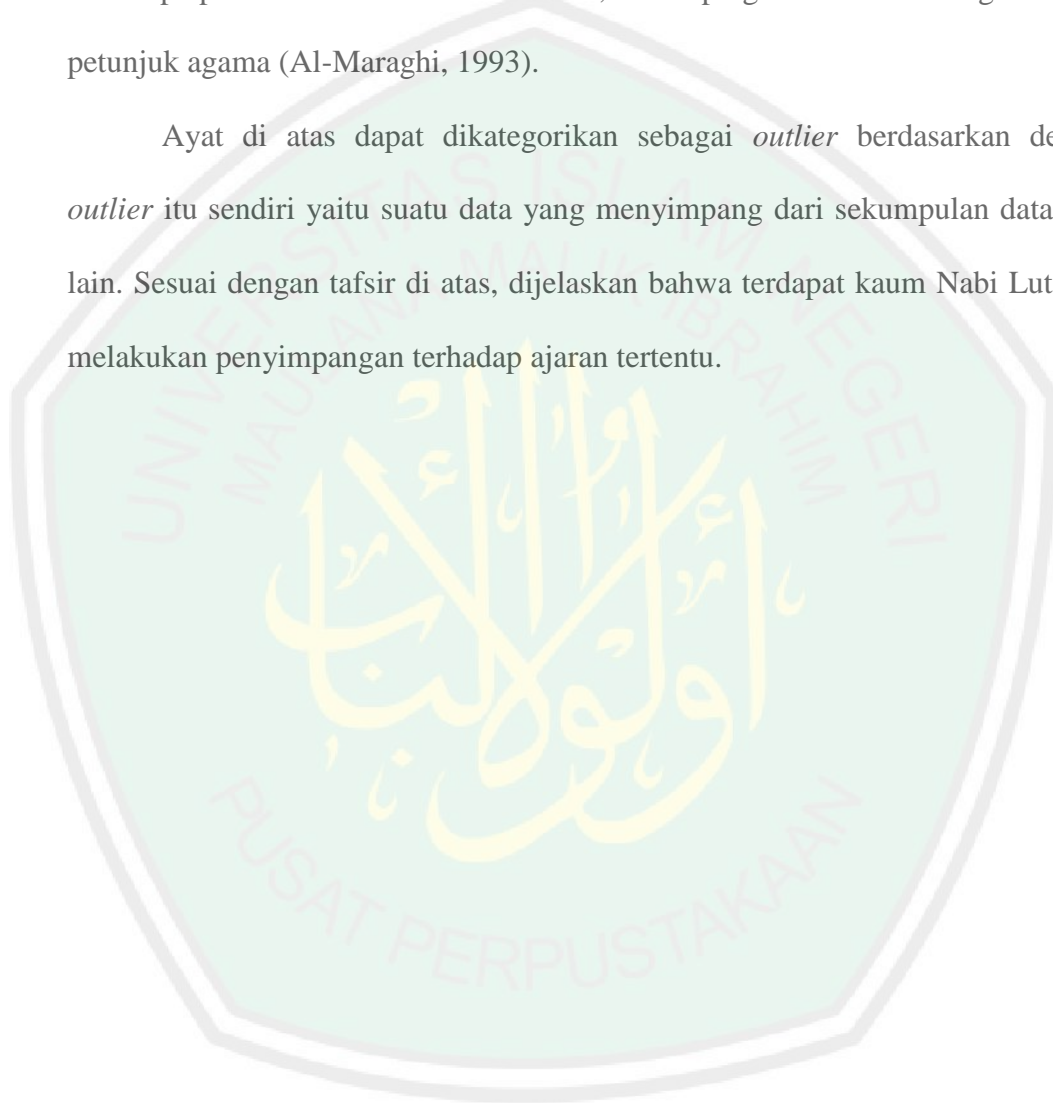 petunjuk agama (Al-Maraghi, 1993).
Ayat di atas dapat dikategorikan sebagai outlier berdasarkan de
outlier itu sendiri yaitu suatu data yang menyimpang dari sekumpulan data
lain. Sesuai dengan tafsir di atas, dijelaskan bahwa terdapat kaum Nabi Lut
melakukan penyimpangan terhadap ajaran tertentu.
UNIVERSITAS ISLAM NEGERI
MAULANA MALIK IBRAHIM
أولوا الألباب
PUSAT PERPUSTAKAAN